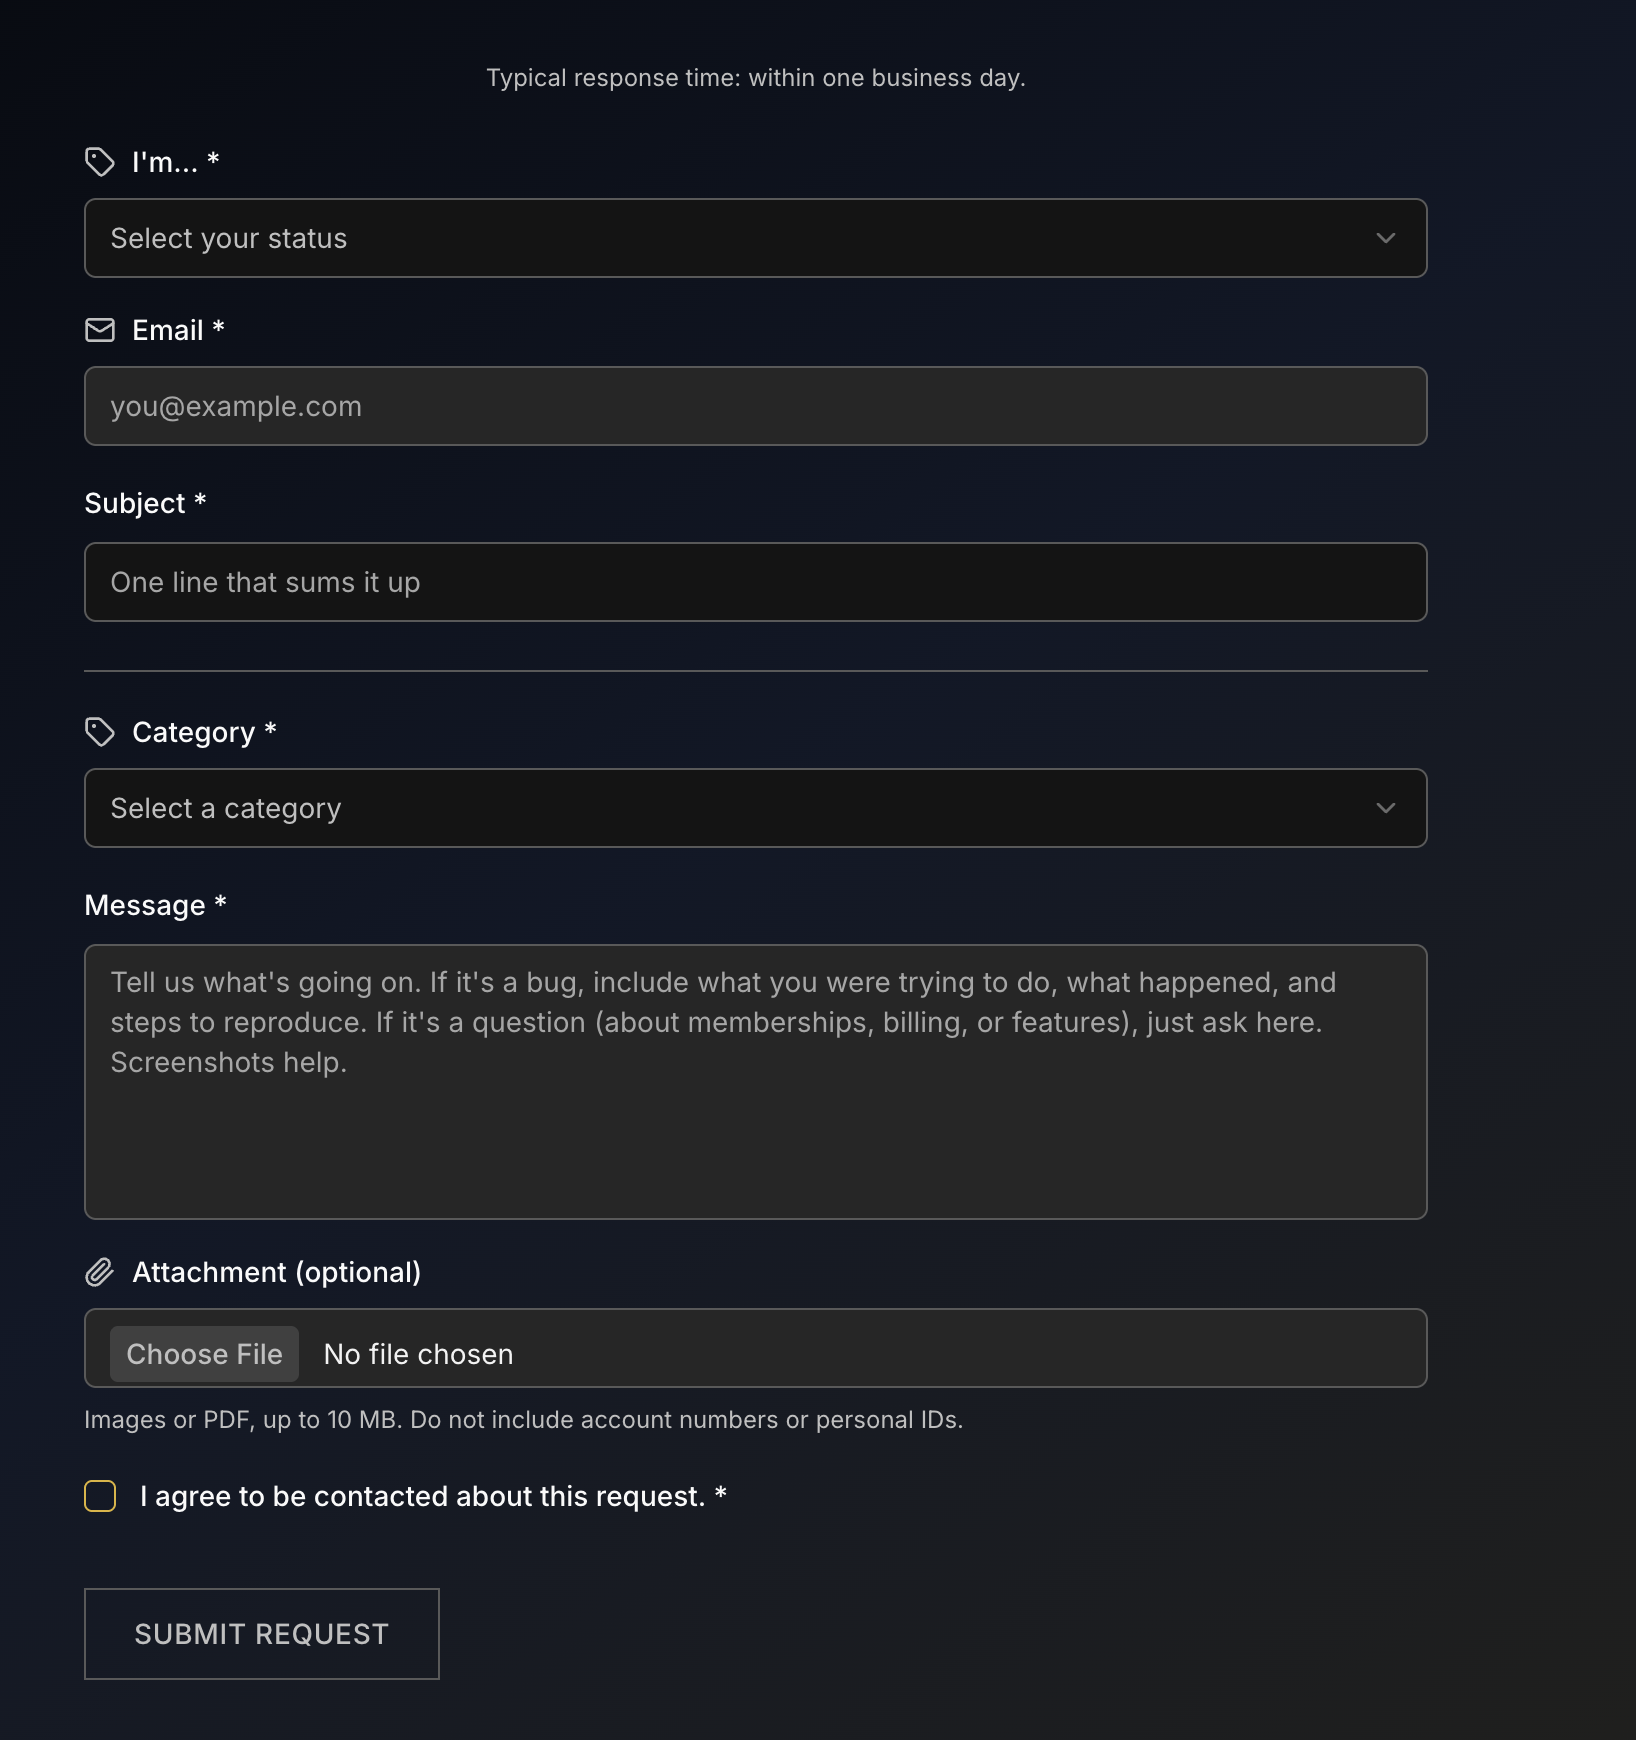 Typical response time: within one business day.
I'm... *
Select your status
Email *
you@example.com
Subject *
One line that sums it up
Category *
Select a category
Message *
Tell us what's going on. If it's a bug, include what you were trying to do, what happened, and
steps to reproduce. If it's a question (about memberships, billing, or features), just ask here.
Screenshots help.
Attachment (optional)
Choose File No file chosen
Images or PDF, up to 10 MB. Do not include account numbers or personal IDs.
I agree to be contacted about this request. *
SUBMIT REQUEST